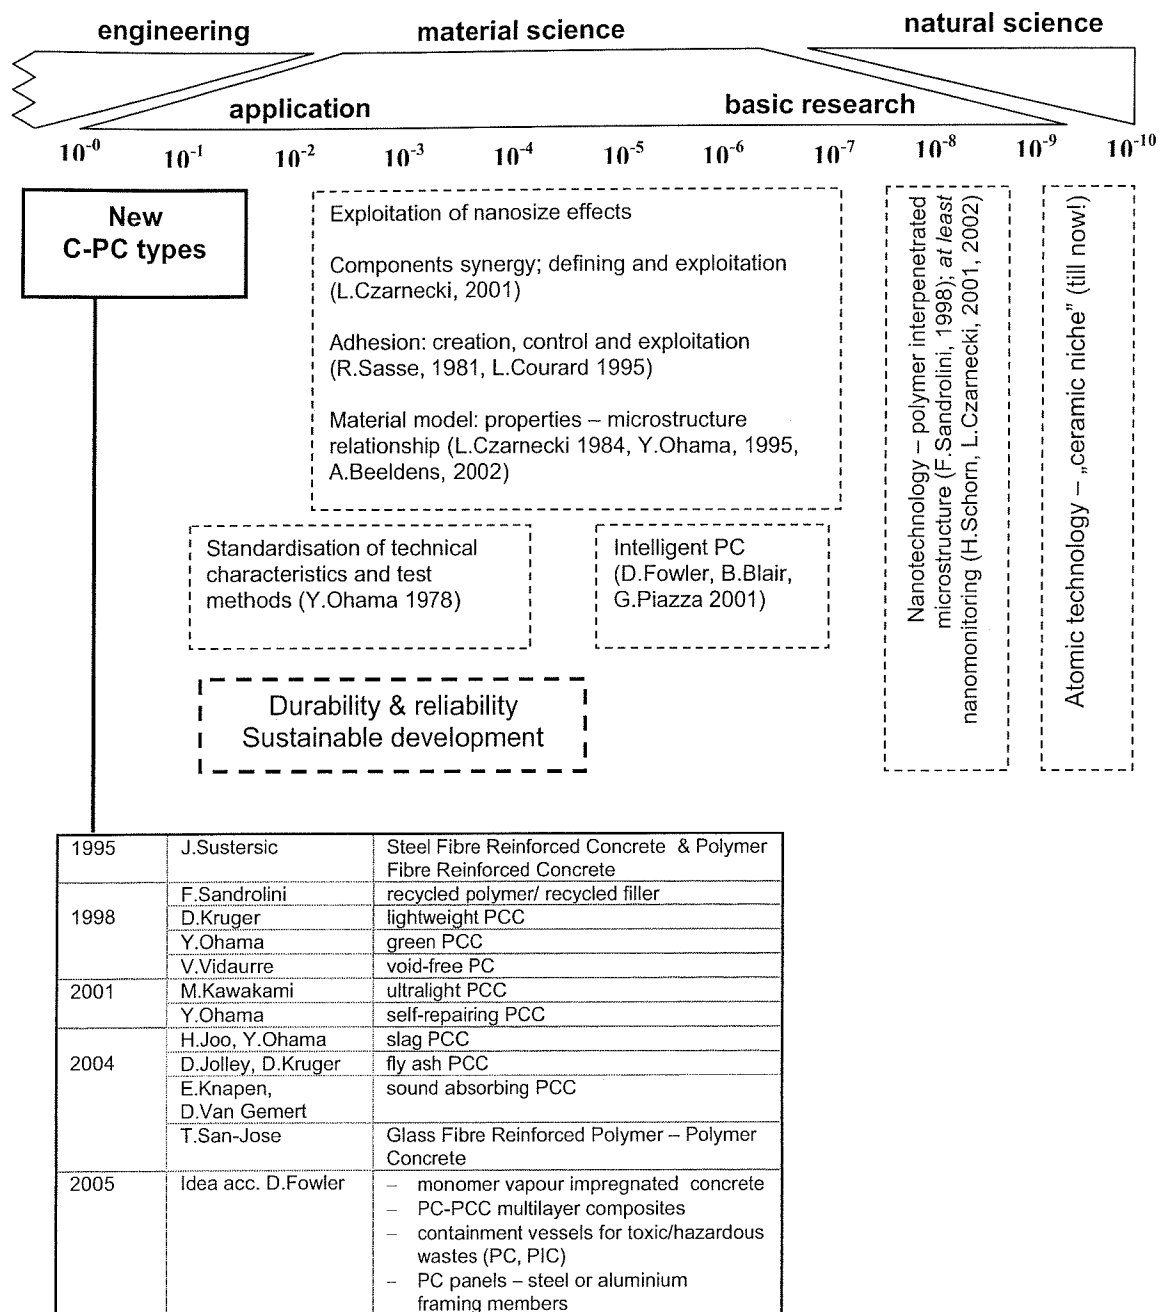 engineering
material science
natural science
application
basic research
10⁻⁰ 10⁻¹ 10⁻² 10⁻³ 10⁻⁴ 10⁻⁵ 10⁻⁶ 10⁻⁷ 10⁻⁸ 10⁻⁹ 10⁻¹⁰
New
C-PC types
Exploitation of nanosize effects
Components synergy; defining and exploitation
(L.Czarnecki, 2001)
Adhesion: creation, control and exploitation
(R.Sasse, 1981, L.Courard 1995)
Material model: properties – microstructure
relationship (L.Czarnecki 1984, Y.Ohama, 1995,
A.Beeldens, 2002)
Nanotechnology – polymer interpenetrated
microstructure (F.Sandrolini, 1998); at least
nanomonitoring (H.Schorn, L.Czarnecki, 2001, 2002)
Atomic technology – „ceramic niche” (till now!)
Standardisation of technical
characteristics and test
methods (Y.Ohama 1978)
Intelligent PC
(D.Fowler, B.Blair,
G.Piazza 2001)
Durability & reliability
Sustainable development
1995 J.Sustersic Steel Fibre Reinforced Concrete & Polymer
Fibre Reinforced Concrete
F.Sandrolini recycled polymer/ recycled filler
1998 D.Kruger lightweight PCC
Y.Ohama green PCC
V.Vidaurre void-free PC
2001 M.Kawakami ultralight PCC
Y.Ohama self-repairing PCC
H.Joo, Y.Ohama slag PCC
2004 D.Jolley, D.Kruger fly ash PCC
E.Knapen, sound absorbing PCC
D.Van Gemert
T.San-Jose Glass Fibre Reinforced Polymer – Polymer
Concrete
2005 Idea acc. D.Fowler – monomer vapour impregnated concrete
– PC-PCC multilayer composites
– containment vessels for toxic/hazardous
wastes (PC, PIC)
– PC panels – steel or aluminium
framing members